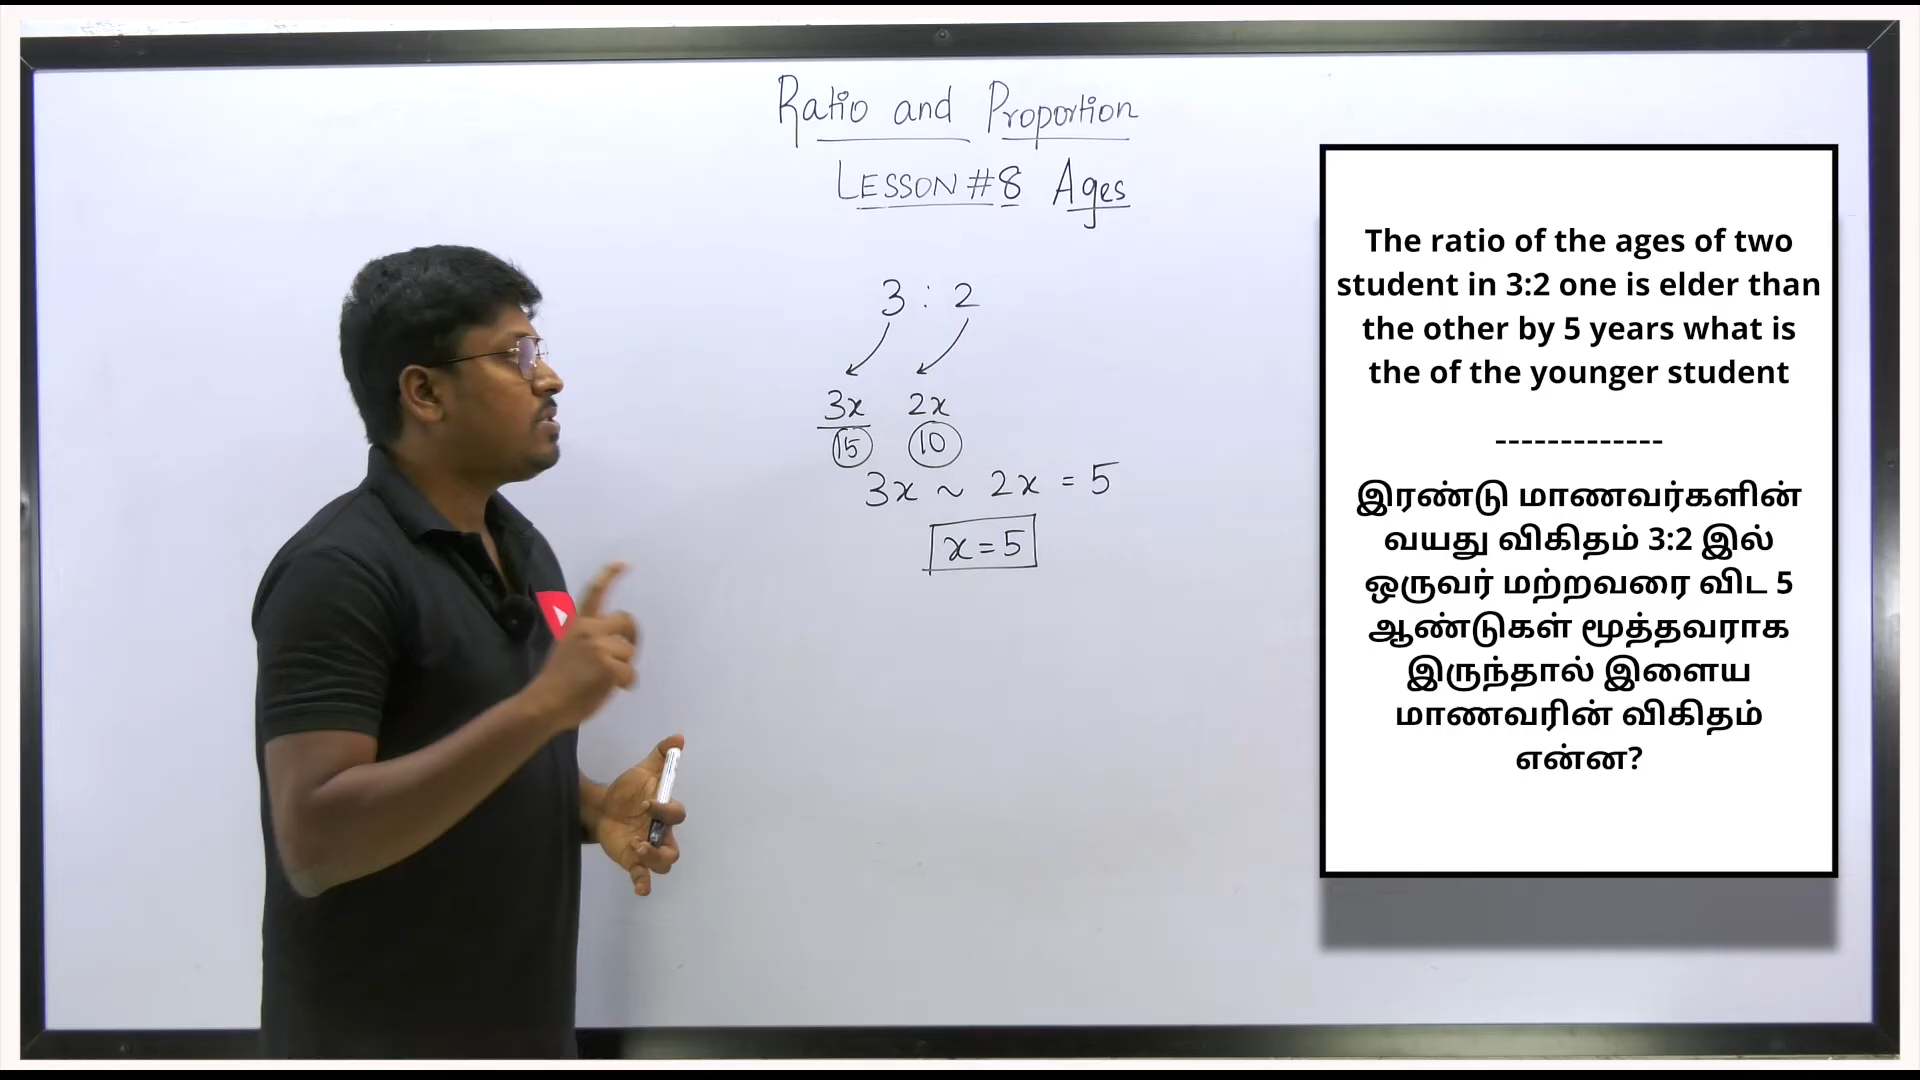 Ratio and Proportion
LESSON #8 Ages
3 : 2
3x 2x
15 10
3x ~ 2x = 5
x = 5
The ratio of the ages of two
student in 3:2 one is elder than
the other by 5 years what is
the of the younger student
-------------
இரண்டு மாணவர்களின்
வயது விகிதம் 3:2 இல்
ஒருவர் மற்றவரை விட 5
ஆண்டுகள் மூத்தவராக
இருந்தால் இளைய
மாணவரின் விகிதம்
என்ன?